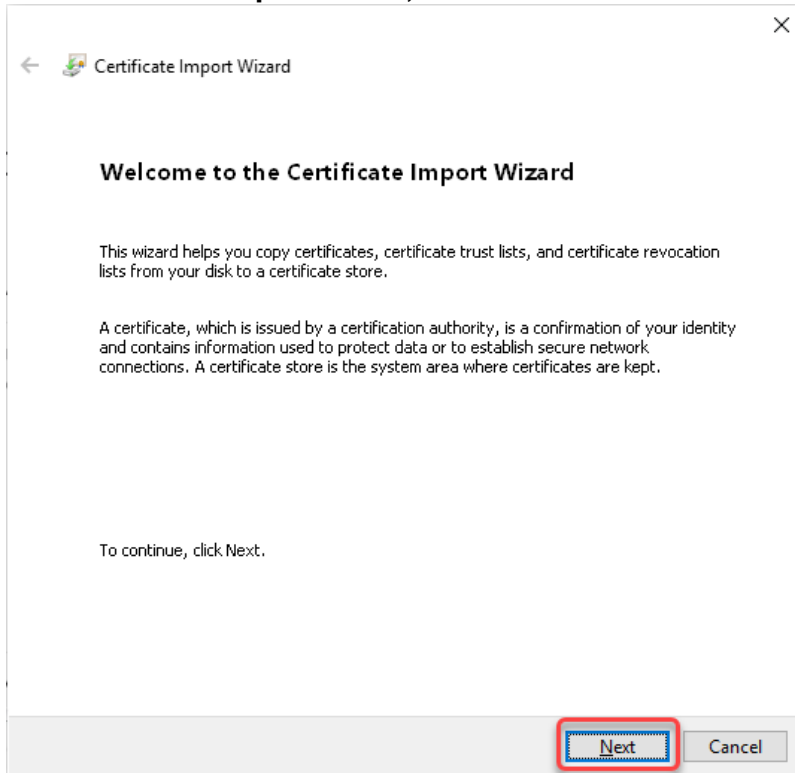 Certificate Import Wizard
Welcome to the Certificate Import Wizard
This wizard helps you copy certificates, certificate trust lists, and certificate revocation
lists from your disk to a certificate store.
A certificate, which is issued by a certification authority, is a confirmation of your identity
and contains information used to protect data or to establish secure network
connections. A certificate store is the system area where certificates are kept.
To continue, click Next.
Next
Cancel